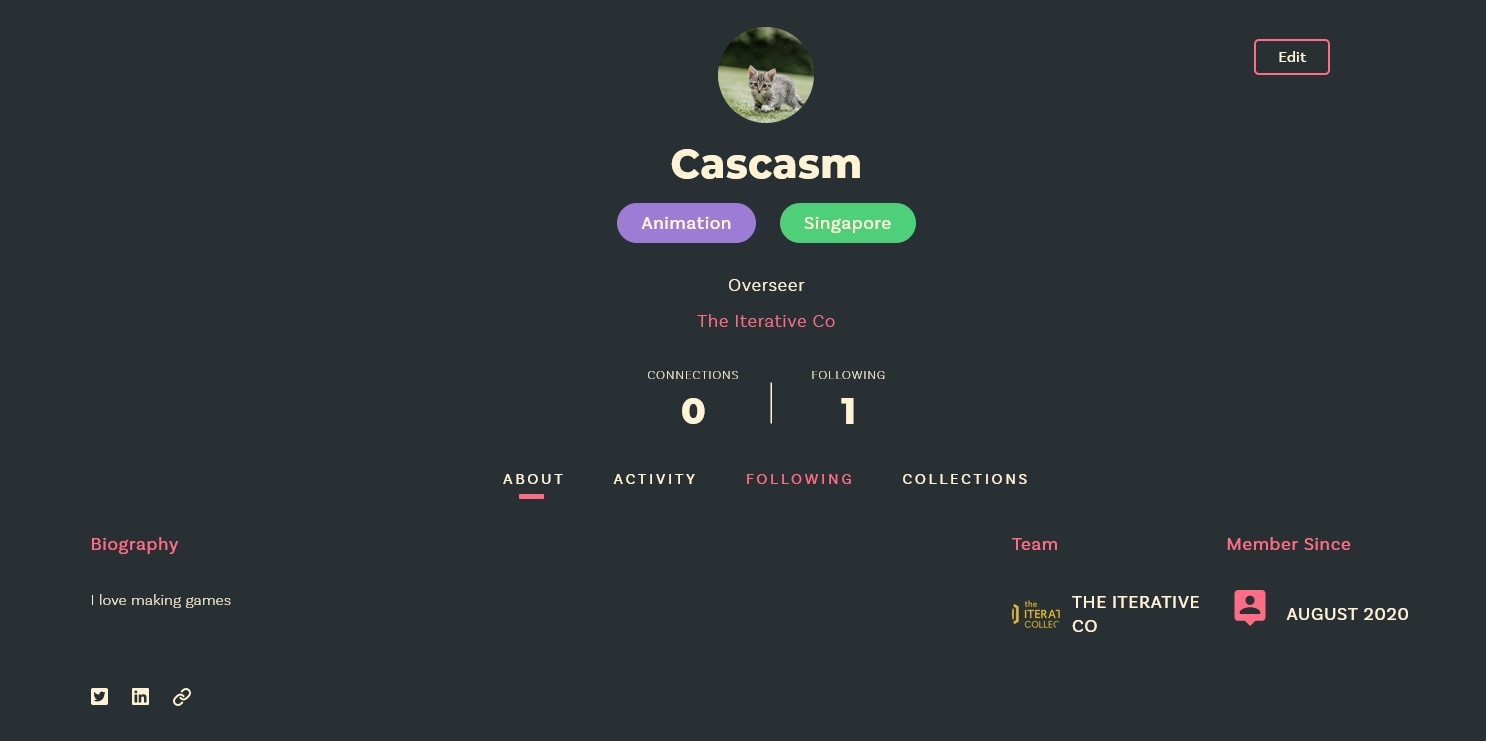 Edit
Cascasm
Animation
Singapore
Overseer
The Iterative Co
CONNECTIONS
FOLLOWING
0
1
ABOUT
ACTIVITY
FOLLOWING
COLLECTIONS
Biography
I love making games
Team
the
ITERAT
COLLEC
THE ITERATIVE
CO
Member Since
AUGUST 2020
in